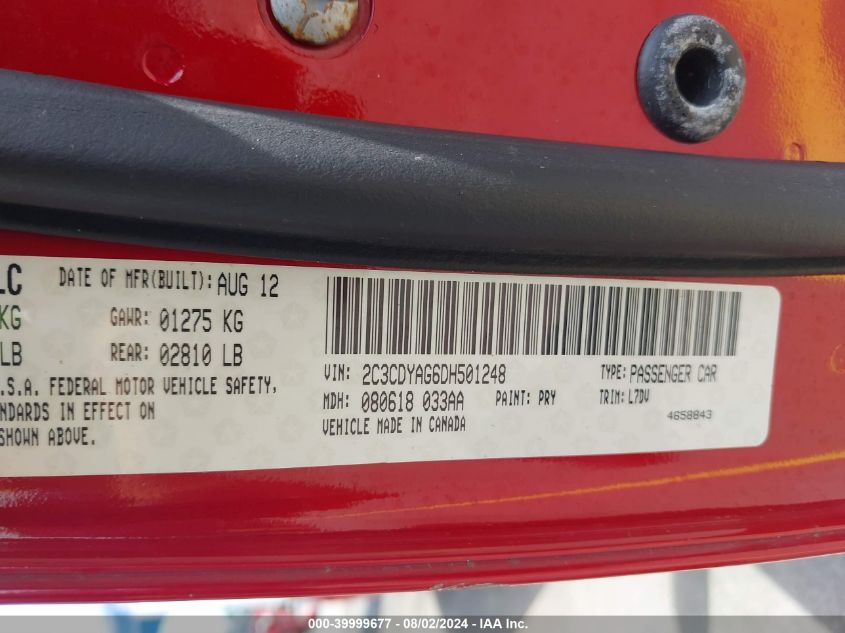 LC DATE OF MFR(BUILT): AUG 12
KG GAWR: 01275 KG
LB REAR: 02810 LB
.S.A. FEDERAL MOTOR VEHICLE SAFETY,
NDARDS IN EFFECT ON
SHOWN ABOVE.
VIN: 2C3CDYAG6DH501248 TYPE: PASSENGER CAR
MDH: 080618 033AA PAINT: PRY TRIM: L7DV
VEHICLE MADE IN CANADA 4658843
000-39999677 - 08/02/2024 - IAA Inc.